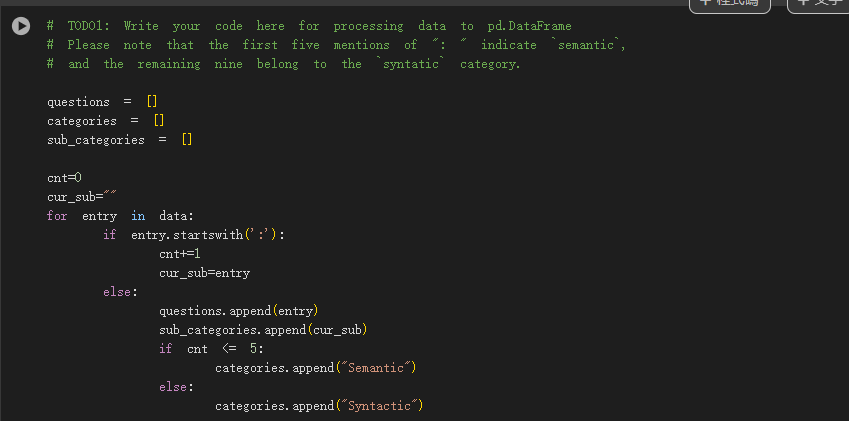 + 程式碼 + 文字
# TODO1: Write your code here for processing data to pd.DataFrame
# Please note that the first five mentions of ": " indicate `semantic`,
# and the remaining nine belong to the `syntatic` category.
questions = []
categories = []
sub_categories = []
cnt=0
cur_sub=""
for entry in data:
if entry.startswith(':'):
cnt+=1
cur_sub=entry
else:
questions.append(entry)
sub_categories.append(cur_sub)
if cnt <= 5:
categories.append("Semantic")
else:
categories.append("Syntactic")